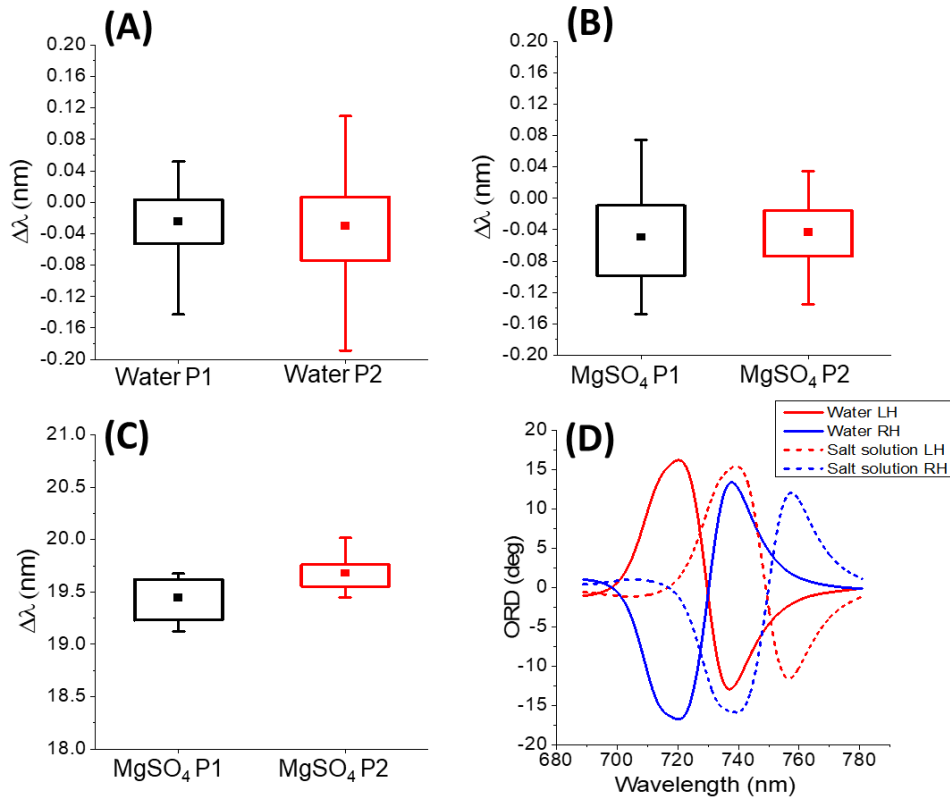 (A)
Δλ (nm)
0.20
0.16
0.12
0.08
0.04
0.00
-0.04
-0.08
-0.12
-0.16
-0.20
Water P1
Water P2
(B)
Δλ (nm)
0.20
0.16
0.12
0.08
0.04
0.00
-0.04
-0.08
-0.12
-0.16
-0.20
MgSO₄ P1
MgSO₄ P2
(C)
Δλ (nm)
21.0
20.5
20.0
19.5
19.0
18.5
18.0
MgSO₄ P1
MgSO₄ P2
(D)
Water LH
Water RH
Salt solution LH
Salt solution RH
ORD (deg)
20
15
10
5
0
-5
-10
-15
-20
680 700 720 740 760 780
Wavelength (nm)